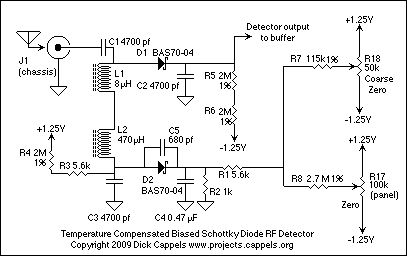 C1 4700 pf
D1
BAS70-04
Detector output
to buffer
+1.25V
J1
(chassis)
L1
8µH
C2 4700 pf
R5 2M
1%
R6 2M
1%
-1.25V
R7 115k 1%
R18
50k
Coarse
Zero
-1.25V
+1.25V
L2
470µH
C5
680 pf
+1.25V
R4 2M
1%
R3 5.6k
D2
BAS70-04
R1 5.6k
R8 2.7 M 1%
R17
100k
(panel)
Zero
C3 4700 pf
C4 0.47 µF
R2 1k
-1.25V
Temperature Compensated Biased Schottky Diode RF Detector
Copyright 2009 Dick Cappels www.projects.cappels.org